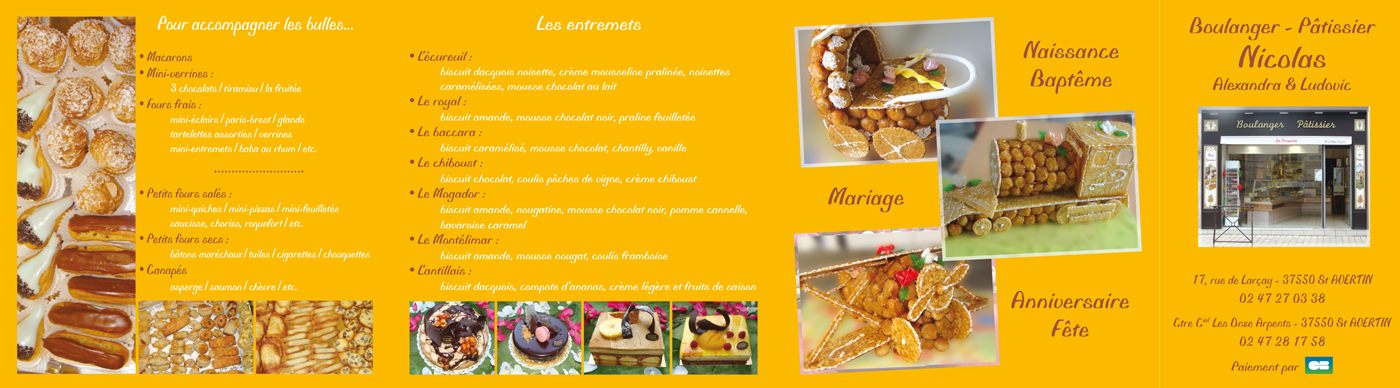 Pour accompagner les bulles...
• Macarons
• Mini-verrines :
3 chocolats / tiramisu / la fruitée
• Fours frais :
mini-éclairs / paris-brest / glands
tartelettes assorties / verrines
mini-entremets / baba au rhum / etc.
• Petits fours salés :
mini-quiches / mini-pizzas / mini-feuilletés
saucisse, chorizo, roquefort / etc.
• Petits fours secs :
bâtons maréchaux / tuiles / cigarettes / chouquettes
• Canapés
asperge / saumon / chèvre / etc.
Les entremets
• L'écureuil :
biscuit dacquois noisette, crème mousseline pralinée, noisettes
caramélisées, mousse chocolat au lait
• Le royal :
biscuit amande, mousse chocolat noir, praline feuilletée
• Le baccara :
biscuit caramélisé, mousse chocolat, chantilly, vanille
• Le chiboust :
biscuit chocolat, coulis pêches de vigne, crème chiboust
• Le Mogador :
biscuit amande, nougatine, mousse chocolat noir, pomme cannelle,
bavaroise caramel
• Le Montélimar :
biscuit amande, mousse nougat, coulis framboise
• L'antillais :
biscuit dacquois, compote d'ananas, crème légère et fruits de saison
Naissance
Baptême
Mariage
Anniversaire
Fête
Boulanger - Pâtissier
Nicolas
Alexandra & Ludovic
Boulanger Pâtissier
17, rue de Larçay - 37550 St AVERTIN
02 47 27 03 38
Ctre Cial Les Onze Arpents - 37550 St AVERTIN
02 47 28 17 58
Paiement par CB